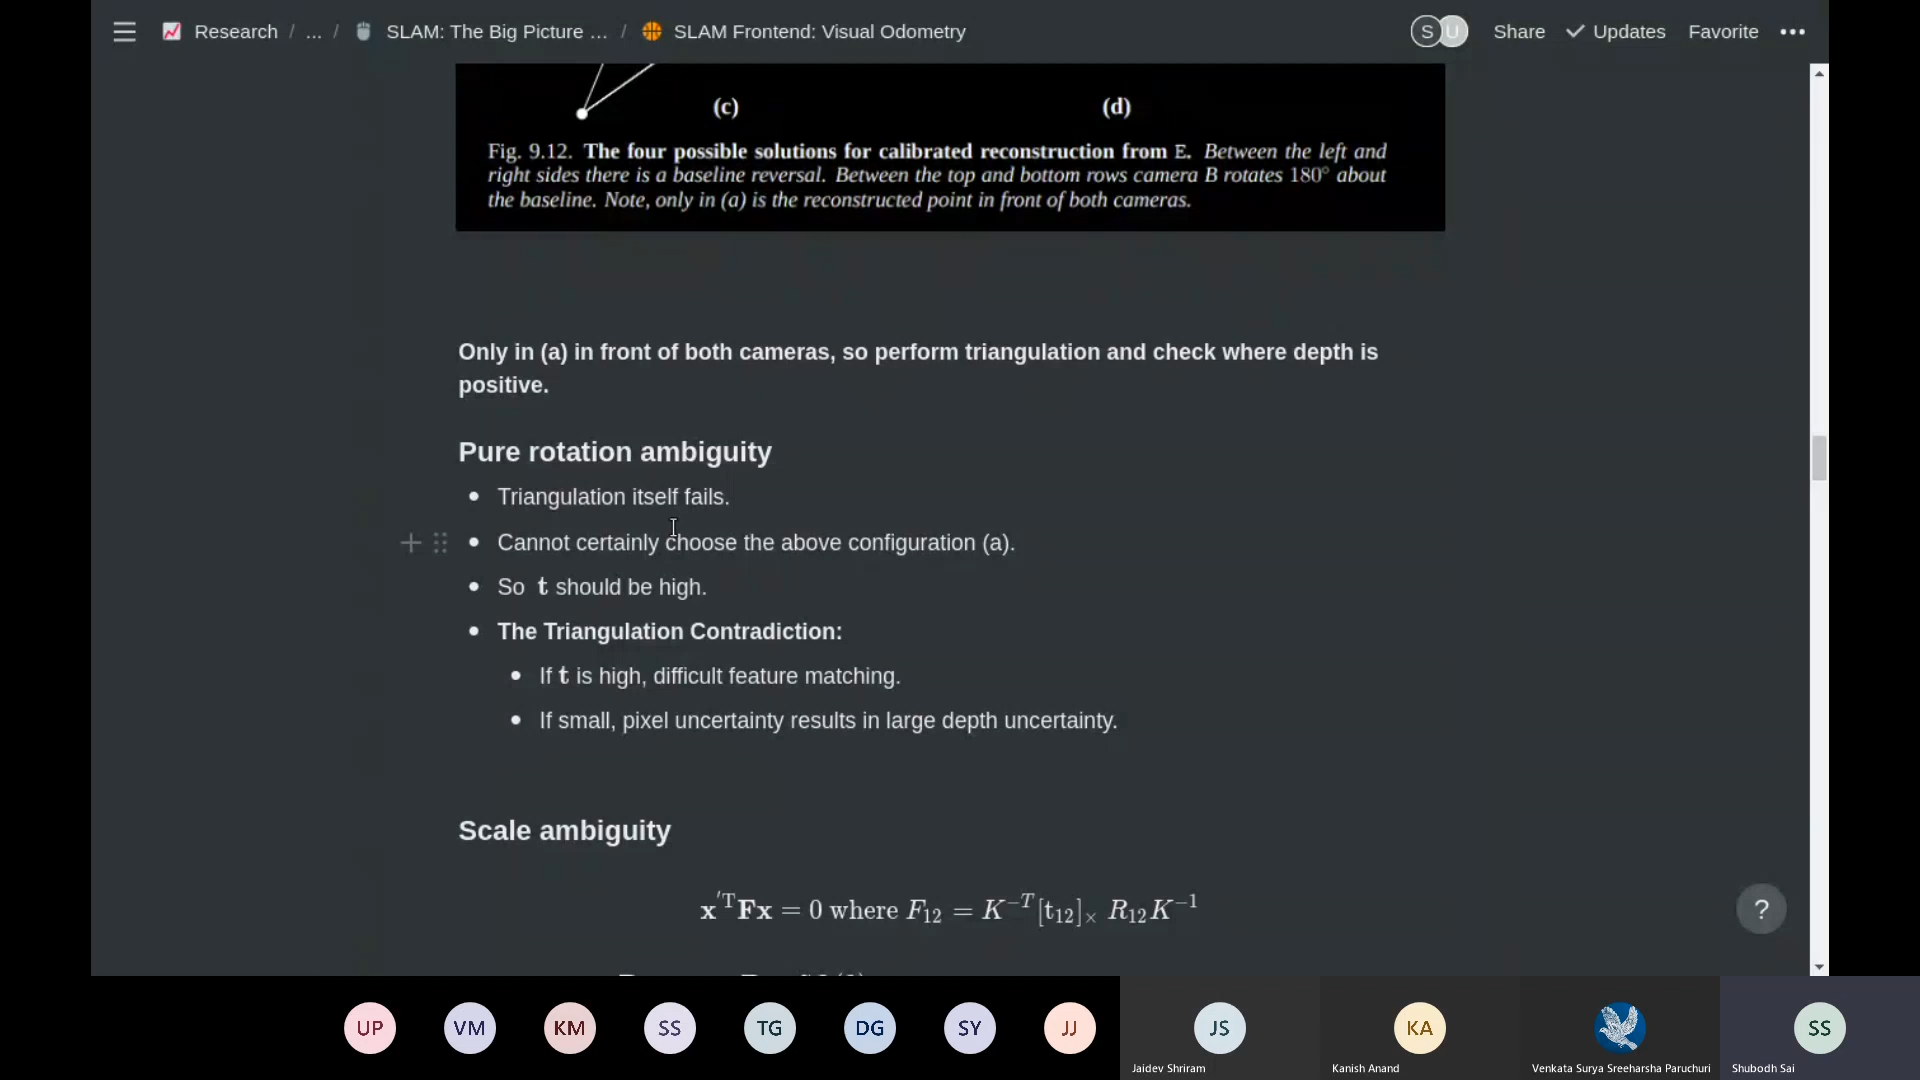 Research / ... / SLAM: The Big Picture ... / SLAM Frontend: Visual Odometry
S U Share Updates Favorite
(c) (d)
Fig. 9.12. The four possible solutions for calibrated reconstruction from E. Between the left and
right sides there is a baseline reversal. Between the top and bottom rows camera B rotates 180° about
the baseline. Note, only in (a) is the reconstructed point in front of both cameras.
Only in (a) in front of both cameras, so perform triangulation and check where depth is
positive.
Pure rotation ambiguity
Triangulation itself fails.
Cannot certainly choose the above configuration (a).
So t should be high.
The Triangulation Contradiction:
If t is high, difficult feature matching.
If small, pixel uncertainty results in large depth uncertainty.
Scale ambiguity
x'ᵀFx = 0 where F₁₂ = K⁻ᵀ[t₁₂]ₓ R₁₂K⁻¹
?
UP VM KM SS TG DG SY JJ JS KA SS
Jaidev Shriram Kanish Anand Venkata Surya Sreeharsha Paruchuri Shubodh Sai